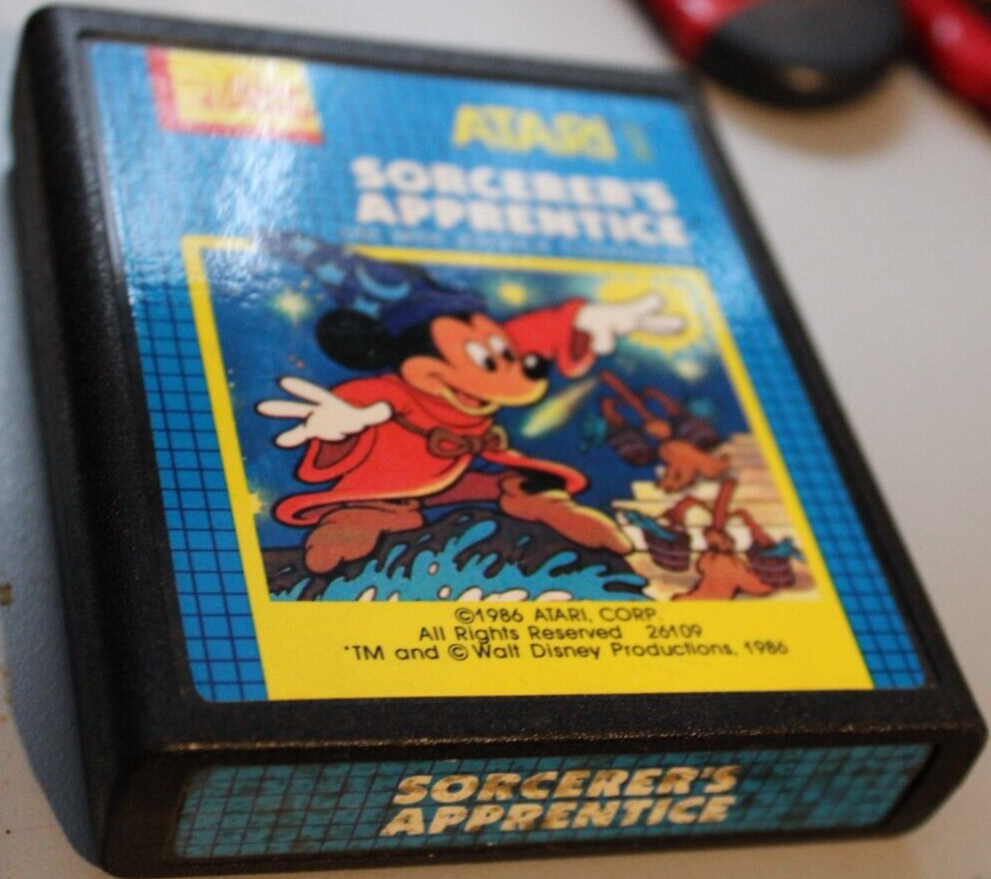 ATARI
SORCERER'S
APPRENTICE
©1986 ATARI, CORP.
All Rights Reserved 26109
*TM and © Walt Disney Productions, 1986
SORCERER'S
APPRENTICE